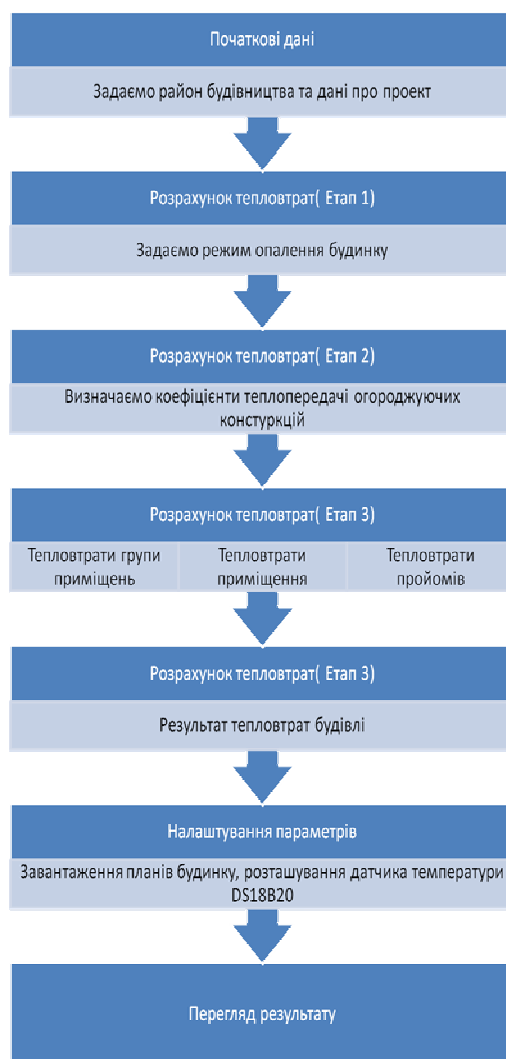 Початкові дані
Задаємо район будівництва та дані про проект
Розрахунок тепловтрат( Етап 1)
Задаємо режим опалення будинку
Розрахунок тепловтрат( Етап 2)
Визначаємо коефіцієнти теплопередачі огороджуючих
констуркцій
Розрахунок тепловтрат( Етап 3)
Тепловтрати групи
приміщень
Тепловтрати
приміщення
Тепловтрати
пройомів
Розрахунок тепловтрат( Етап 3)
Результат тепловтрат будівлі
Налаштування параметрів
Завантаження планів будинку, розташування датчика температури
DS18B20
Перегляд результату